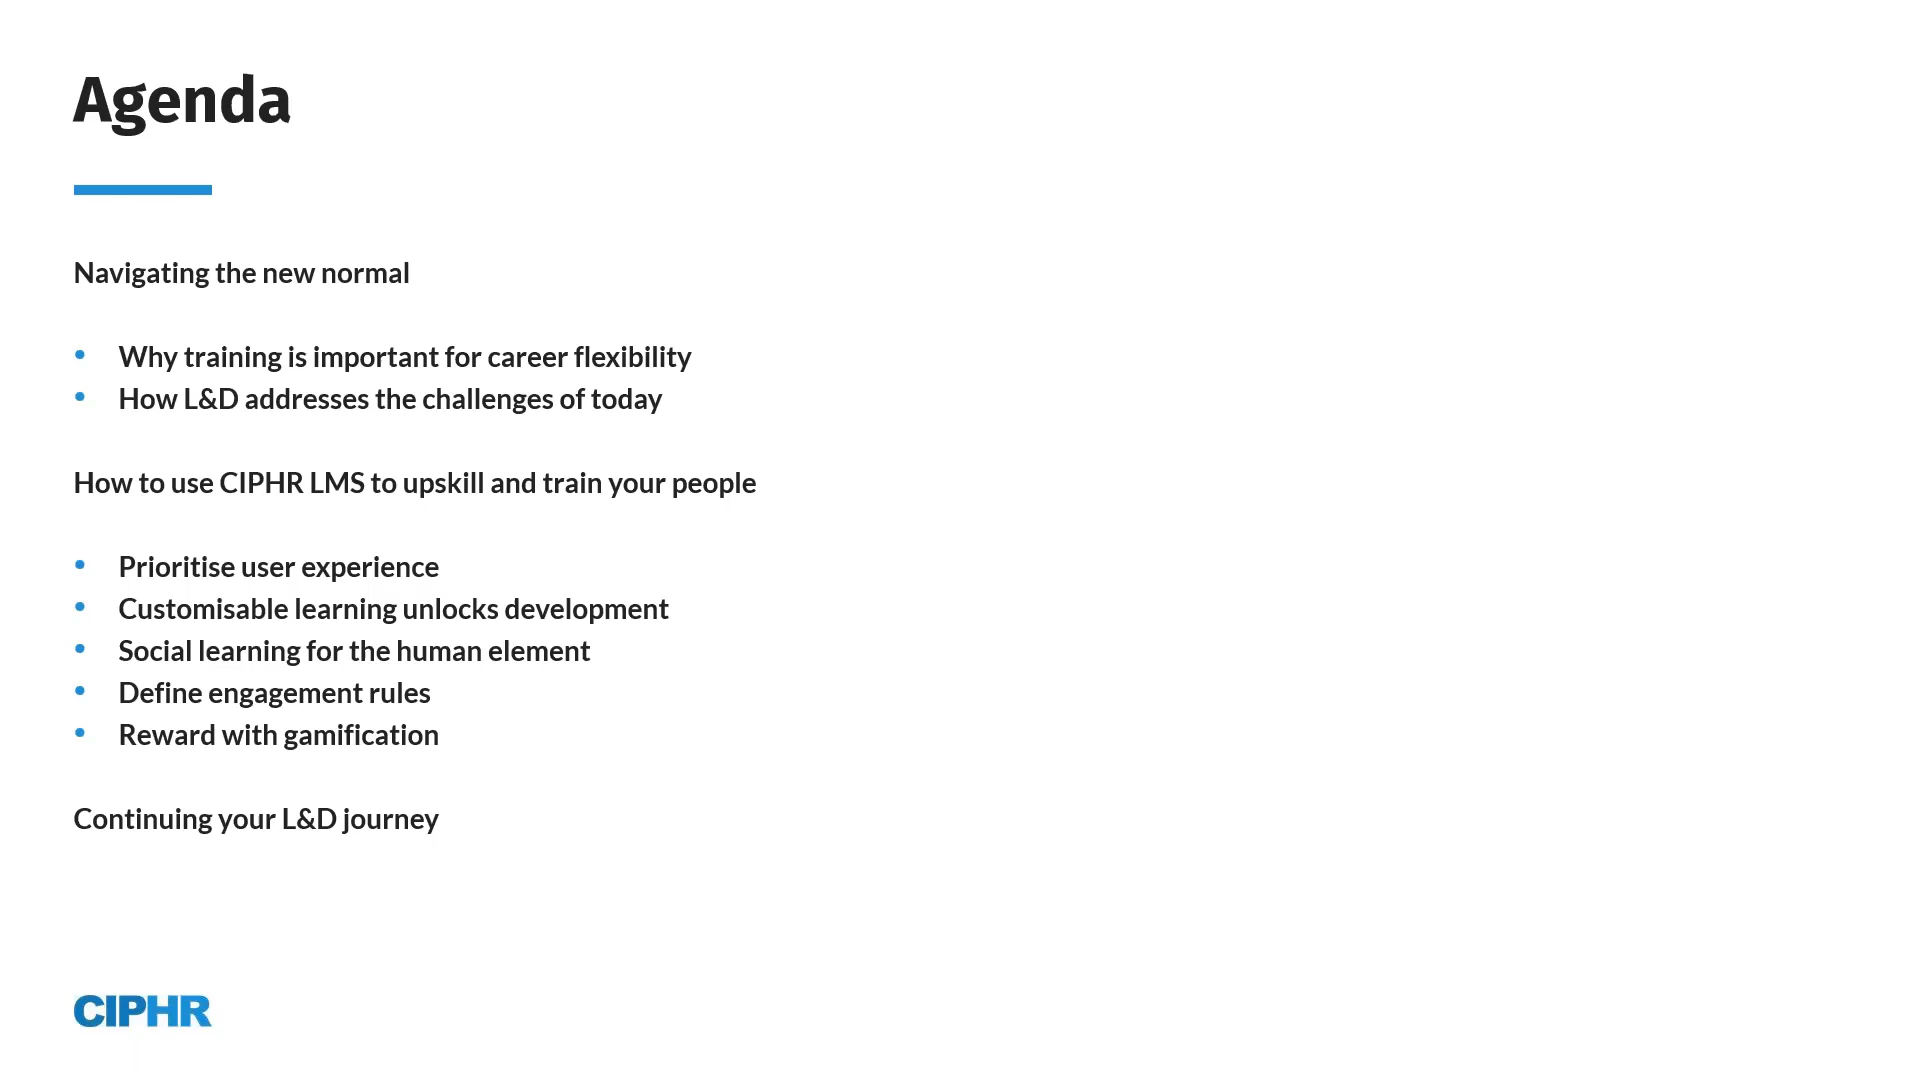 Agenda
Navigating the new normal
• Why training is important for career flexibility
• How L&D addresses the challenges of today
How to use CIPHR LMS to upskill and train your people
• Prioritise user experience
• Customisable learning unlocks development
• Social learning for the human element
• Define engagement rules
• Reward with gamification
Continuing your L&D journey
CIPHR